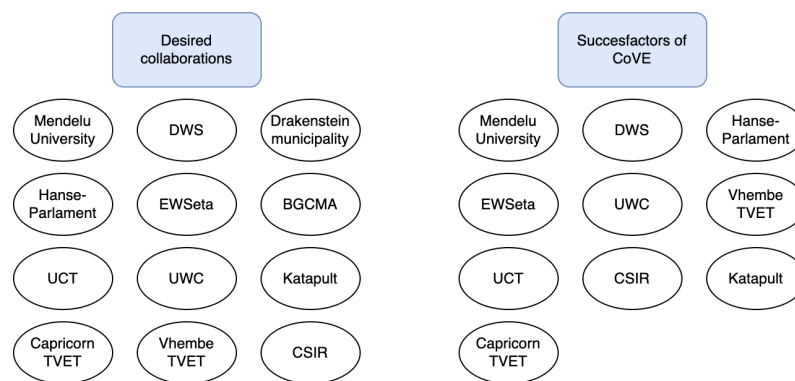 Desired
collaborations
Mendelu
University
DWS
Drakenstein
municipality
Hanse-
Parlament
EWSeta
BGCMA
UCT
UWC
Katapult
Capricorn
TVET
Vhembe
TVET
CSIR
Succesfactors of
CoVE
Mendelu
University
DWS
Hanse-
Parlament
EWSeta
UWC
Vhembe
TVET
UCT
CSIR
Katapult
Capricorn
TVET